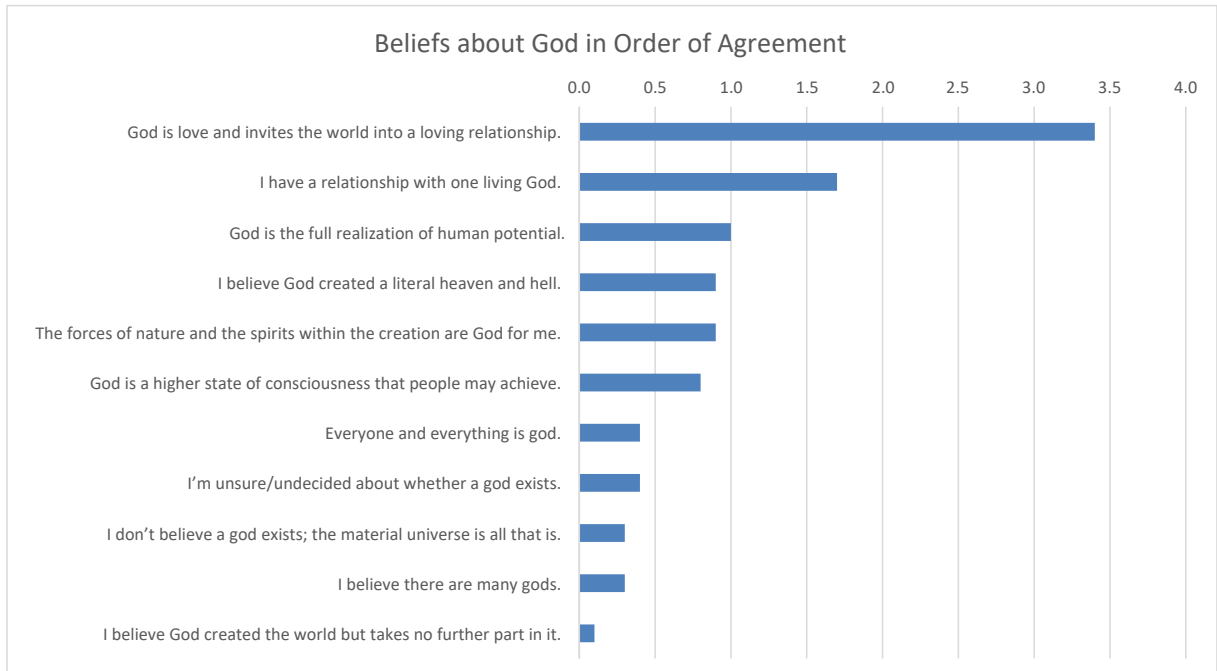 Beliefs about God in Order of Agreement
0.0 0.5 1.0 1.5 2.0 2.5 3.0 3.5 4.0
God is love and invites the world into a loving relationship.
I have a relationship with one living God.
God is the full realization of human potential.
I believe God created a literal heaven and hell.
The forces of nature and the spirits within the creation are God for me.
God is a higher state of consciousness that people may achieve.
Everyone and everything is god.
I’m unsure/undecided about whether a god exists.
I don’t believe a god exists; the material universe is all that is.
I believe there are many gods.
I believe God created the world but takes no further part in it.